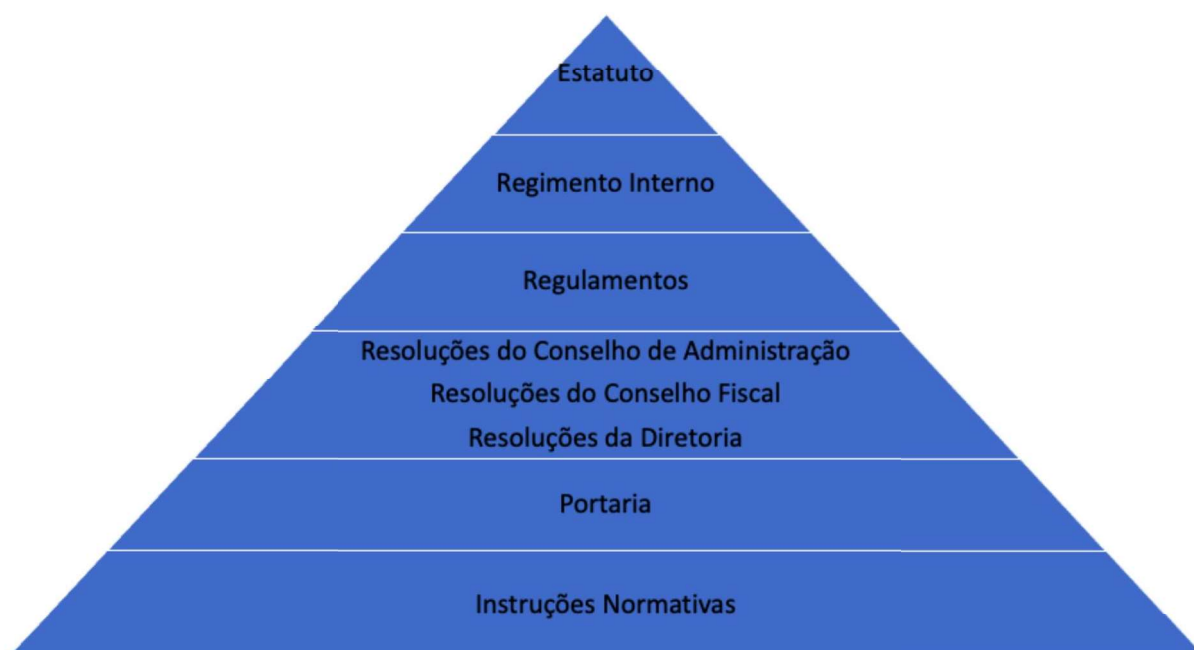 Estatuto
Regimento Interno
Regulamentos
Resoluções do Conselho de Administração
Resoluções do Conselho Fiscal
Resoluções da Diretoria
Portaria
Instruções Normativas